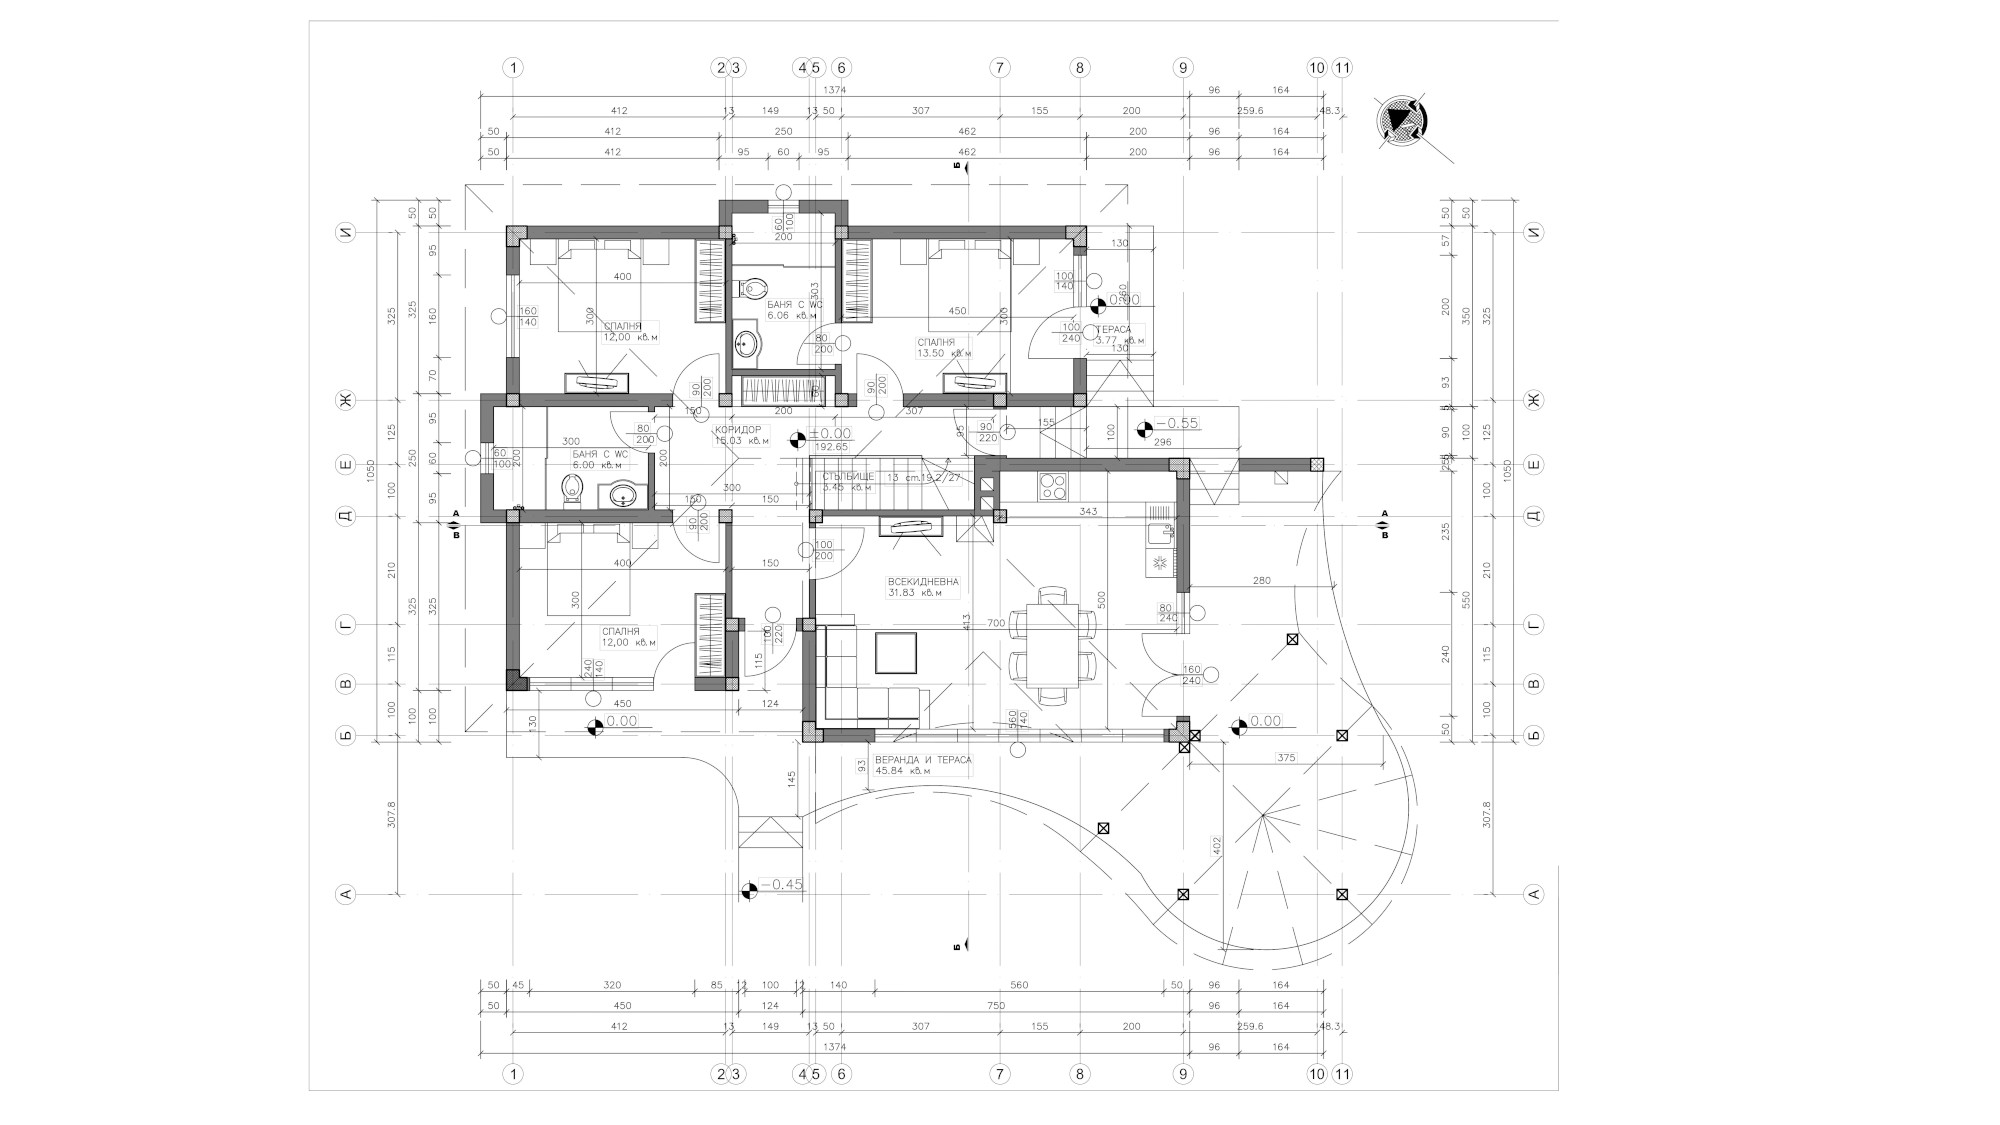 1 2 3 4 5 6 7 8 9 10 11
1374 96 164
412 13 149 13 50 307 155 200 259.6 48.3
50 412 250 462 200 96 164
50 412 95 60 95 462 200 96 164
Б
И
И
Ж
Ж
Е
Е
Д
Д
Г
Г
В
В
Б
Б
А
А
325 125 100 210 115 100 307.8
1050
50 325 250 325 100
50 95 160 70 95 60 95 325 100
50 57 200 93 5 90 255 235 240 50
50 350 100 550
325 125 100 210 115 100 307.8
1050
60
100
200
400
300
160
140
СПАЛНЯ
12,00 кв.м
БАНЯ С WC
6.06 кв.м
303
80
200
450
300
СПАЛНЯ
13.50 кв.м
100
140
100
240
130
0.00
260
ТЕРАСА
3.77 кв.м
130
90
200
90
200
150
200
307
80
200
КОРИДОР
15.03 кв.м
±0.00
192.65
95
90
220
155
100
-0.55
296
300
БАНЯ С WC
6.00 кв.м
60
100
200
200
300
150
150
СТЪЛБИЩЕ
3.45 кв.м
13 ст.19.2/27
343
А
В
А
В
90
200
400
300
150
100
200
ВСЕКИДНЕВНА
31.83 кв.м
СПАЛНЯ
12,00 кв.м
240
140
100
220
115
413
700
500
80
240
160
240
280
450
124
130
0.00
560
140
0.00
ВЕРАНДА И ТЕРАСА
45.84 кв.м
93
145
375
402
-0.45
Б
50 45 320 85 12 100 12 140 560 50 96 164
50 450 124 750 96 164
412 13 149 13 50 307 155 200 259.6 48.3
1374 96 164
1 2 3 4 5 6 7 8 9 10 11